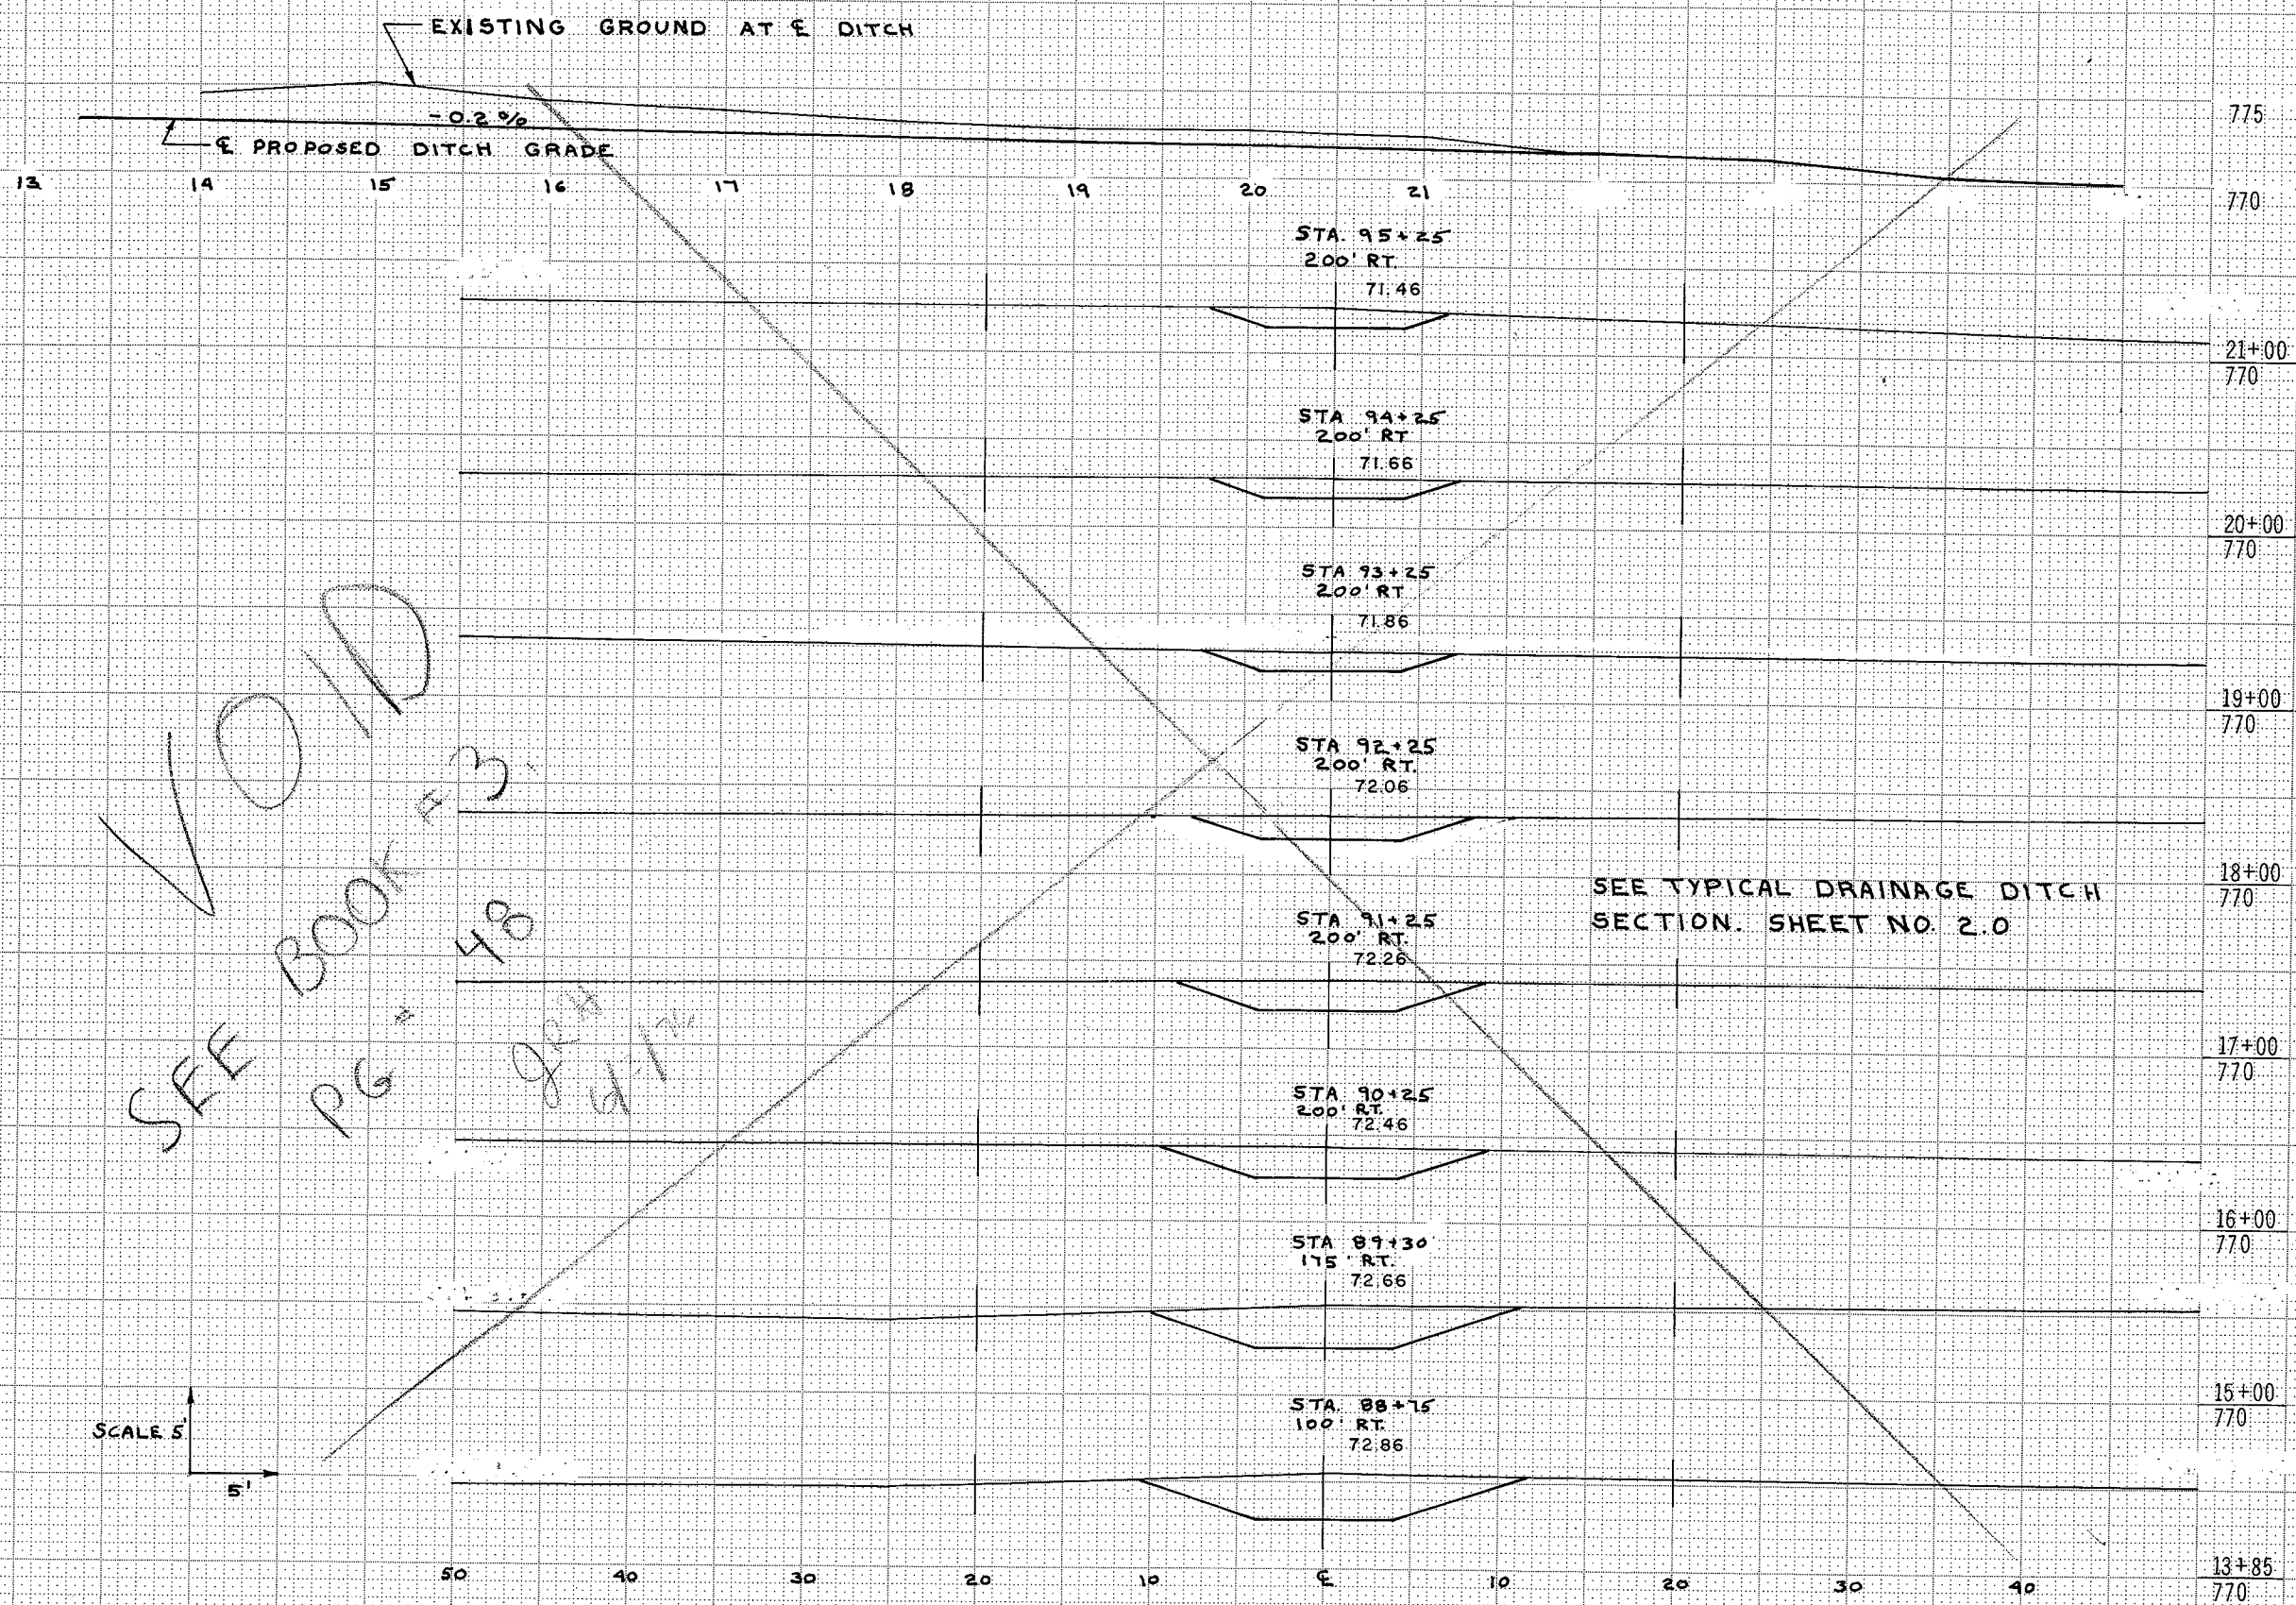 EXISTING GROUND AT ℄ DITCH
775
-0.2 %
℄ PROPOSED DITCH GRADE
13 14 15 16 17 18 19 20 21
770
STA. 95+25
200' RT.
71.46
21+00
770
STA 94+25
200' RT
71.66
20+00
770
STA 93+25
200' RT
71.86
19+00
770
STA 92+25
200' RT.
72.06
18+00
770
VOID
SEE BOOK # 3
PG # 48
SEE TYPICAL DRAINAGE DITCH
SECTION. SHEET NO. 2.0
STA 91+25
200' RT.
72.26
17+00
770
STA 90+25
200' RT.
72.46
16+00
770
STA 89+30
175' RT.
72.66
15+00
770
STA. 88+75
100' RT.
72.86
SCALE 5'
5'
13+85
770
50 40 30 20 10 ℄ 10 20 30 40